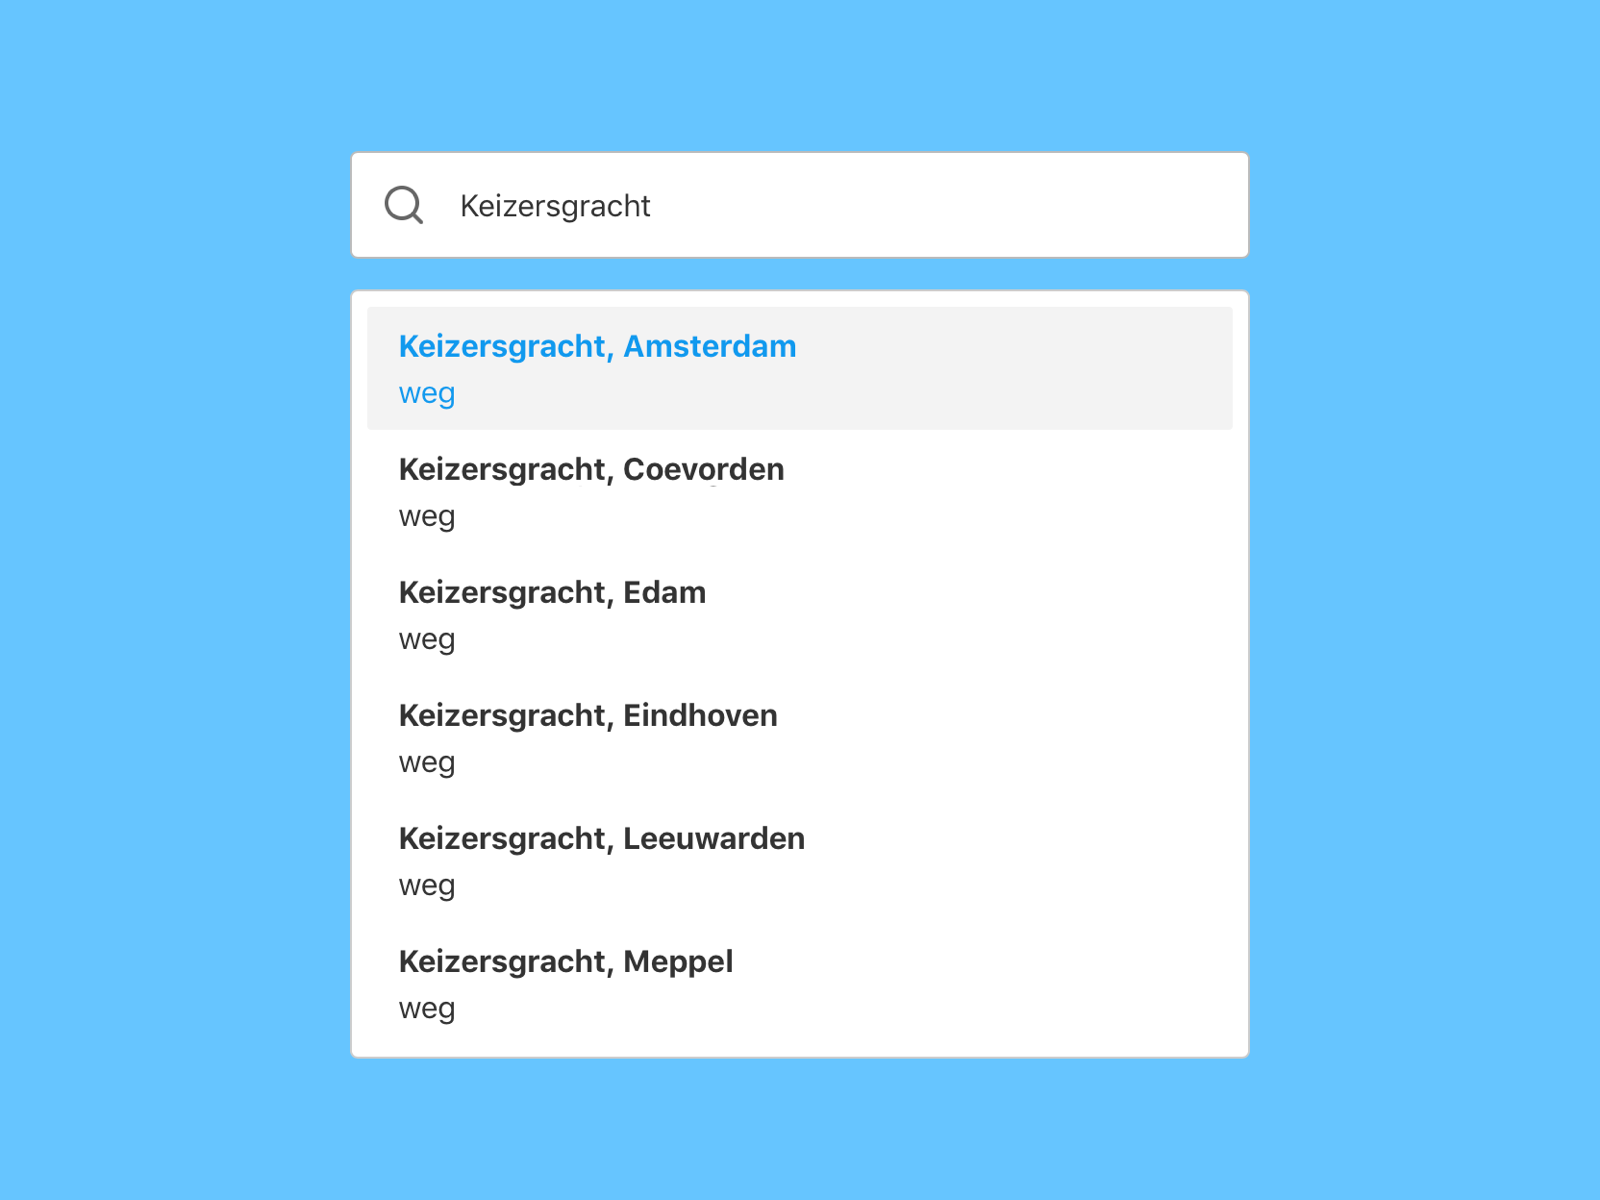 Keizersgracht
Keizersgracht, Amsterdam
weg
Keizersgracht, Coevorden
weg
Keizersgracht, Edam
weg
Keizersgracht, Eindhoven
weg
Keizersgracht, Leeuwarden
weg
Keizersgracht, Meppel
weg